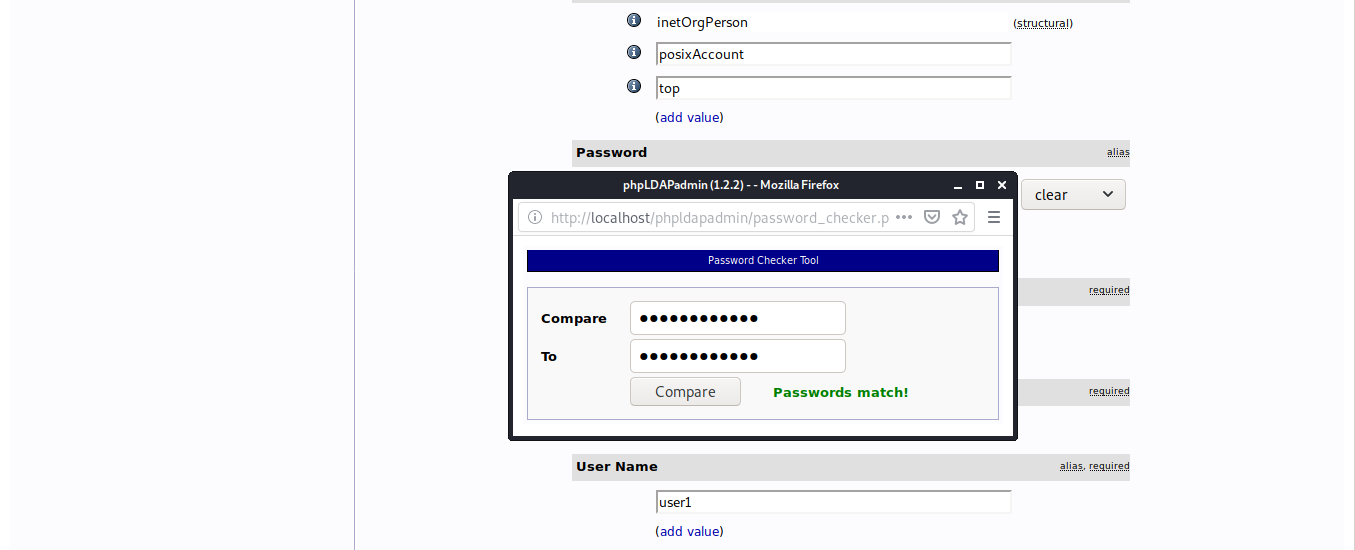 inetOrgPerson (structural)
posixAccount
top
(add value)
Password alias
phpLDAPadmin (1.2.2) - - Mozilla Firefox
clear
http://localhost/phpldapadmin/password_checker.p
Password Checker Tool
required
Compare ●●●●●●●●●●●●
To ●●●●●●●●●●●●
Compare Passwords match!
required
User Name alias, required
user1
(add value)